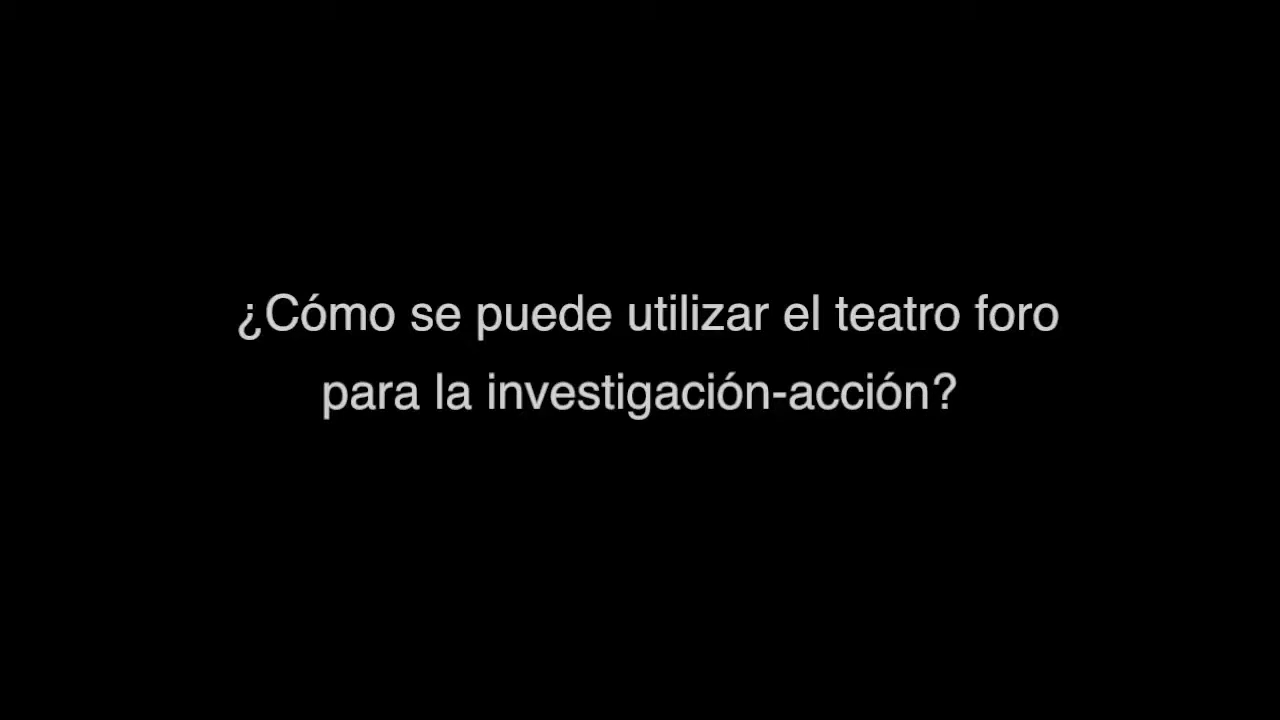 ¿Cómo se puede utilizar el teatro foro
para la investigación-acción?